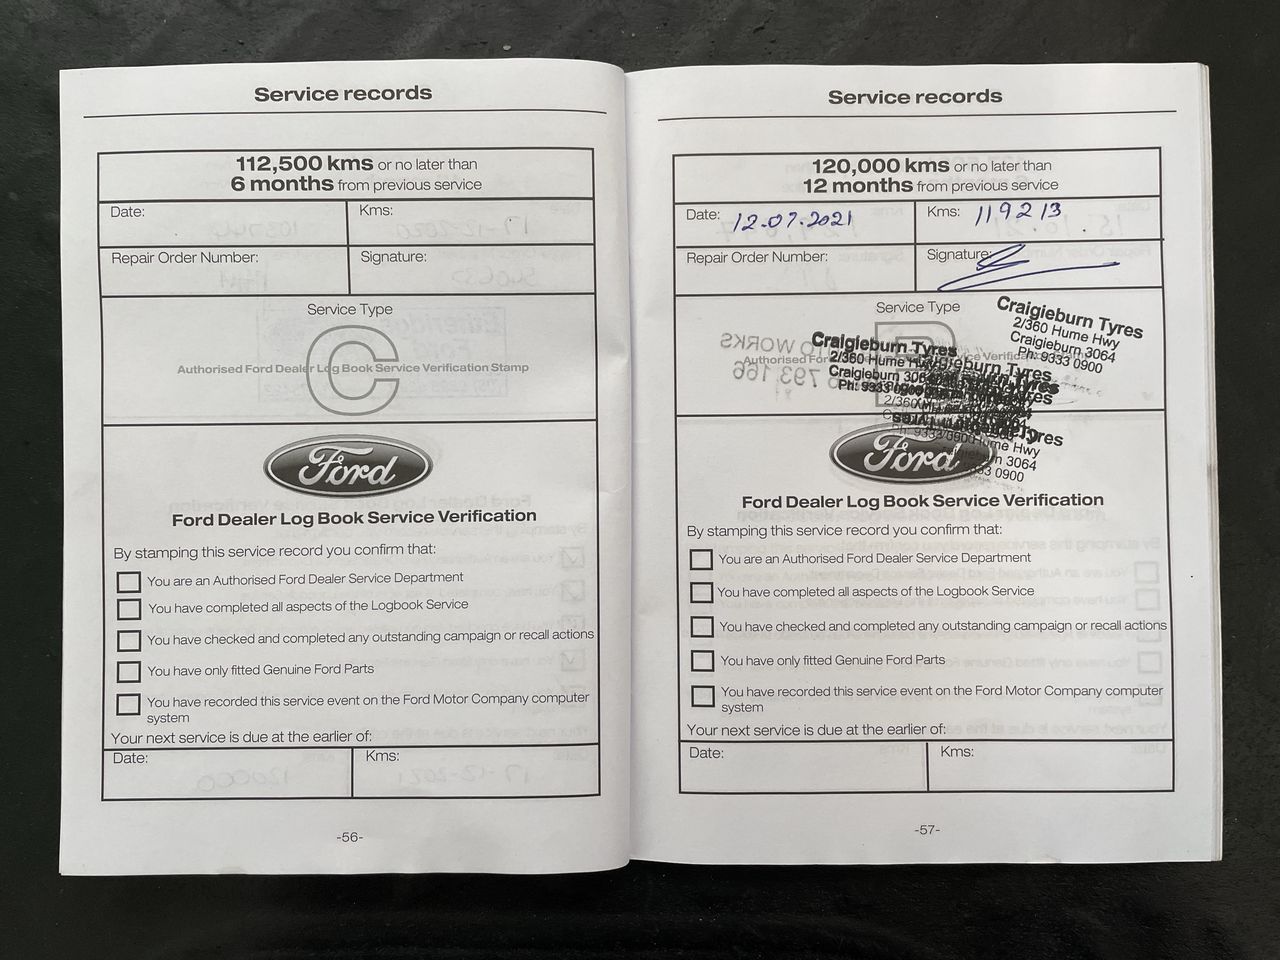 Service records
112,500 kms or no later than
6 months from previous service
Date:
Kms:
Repair Order Number:
Signature:
Service Type
C
Authorised Ford Dealer Log Book Service Verification Stamp
Ford
Ford Dealer Log Book Service Verification
By stamping this service record you confirm that:
You are an Authorised Ford Dealer Service Department
You have completed all aspects of the Logbook Service
You have checked and completed any outstanding campaign or recall actions
You have only fitted Genuine Ford Parts
You have recorded this service event on the Ford Motor Company computer
system
Your next service is due at the earlier of:
Date:
Kms:
-56-
Service records
120,000 kms or no later than
12 months from previous service
Date: 12.07.2021
Kms: 119213
Repair Order Number:
Signature:
Service Type
Craigieburn Tyres
2/360 Hume Hwy
Craigieburn 3064
Ph: 9333 0900
Craigieburn Tyres
2/360 Hume
Craigieburn 306
Ph: 9333 0900
Ford
Ford Dealer Log Book Service Verification
By stamping this service record you confirm that:
You are an Authorised Ford Dealer Service Department
You have completed all aspects of the Logbook Service
You have checked and completed any outstanding campaign or recall actions
You have only fitted Genuine Ford Parts
You have recorded this service event on the Ford Motor Company computer
system
Your next service is due at the earlier of:
Date:
Kms:
-57-